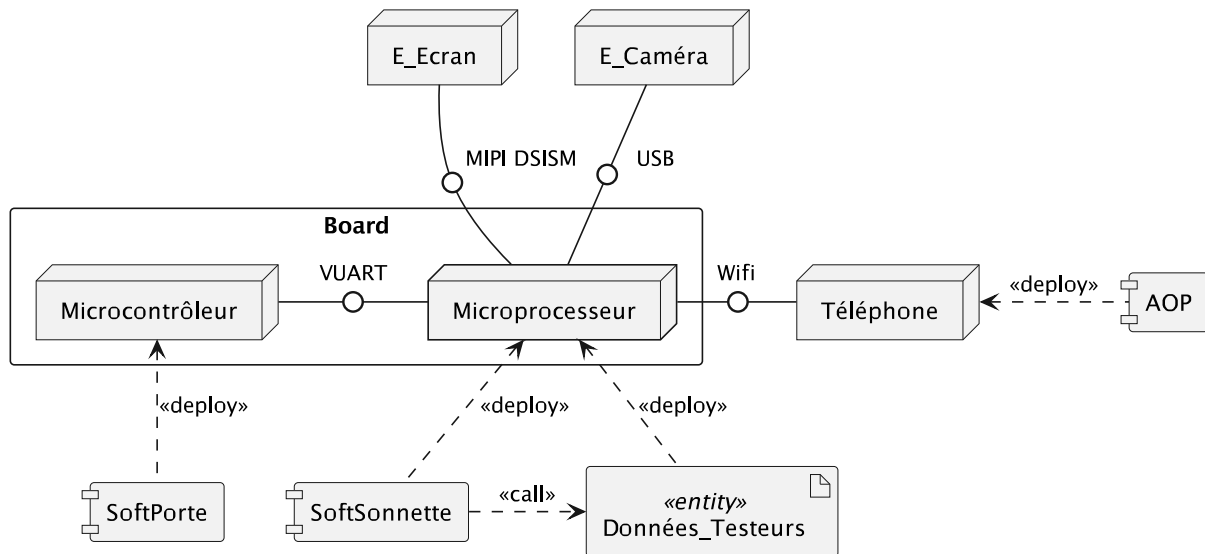 E_Ecran
E_Caméra
MIPI DSISM
USB
Board
VUART
Wifi
Microcontrôleur
Microprocesseur
Téléphone
«deploy»
AOP
«deploy»
«deploy»
«deploy»
SoftPorte
SoftSonnette
«call»
«entity»
Données_Testeurs